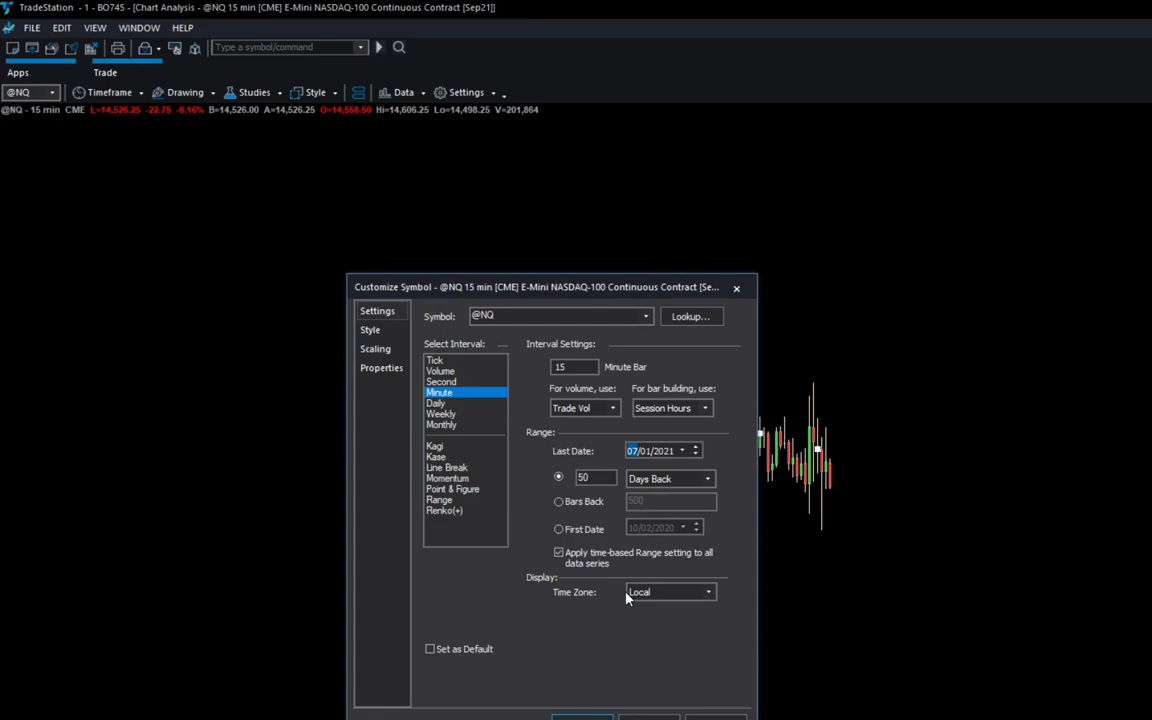 TradeStation - 1 - BO745 - [Chart Analysis - @NQ 15 min [CME] E-Mini NASDAQ-100 Continuous Contract [Sep21]]
FILE EDIT VIEW WINDOW HELP
Type a symbol/command
Apps Trade
@NQ Timeframe Drawing Studies Style Data Settings
@NQ - 15 min CME L=14,526.25 -22.75 -0.16% B=14,526.00 A=14,526.25 O=14,558.50 Hi=14,606.25 Lo=14,498.25 V=201,864
Customize Symbol - @NQ 15 min [CME] E-Mini NASDAQ-100 Continuous Contract [Se...
Settings
Style
Scaling
Properties
Symbol: @NQ Lookup...
Select Interval:
Tick
Volume
Second
Minute
Daily
Weekly
Monthly
Kagi
Kase
Line Break
Momentum
Point & Figure
Range
Renko(+)
Interval Settings:
15 Minute Bar
For volume, use: For bar building, use:
Trade Vol Session Hours
Range:
Last Date: 07/01/2021
50 Days Back
Bars Back 500
First Date 10/02/2020
Apply time-based Range setting to all
data series
Display:
Time Zone: Local
Set as Default